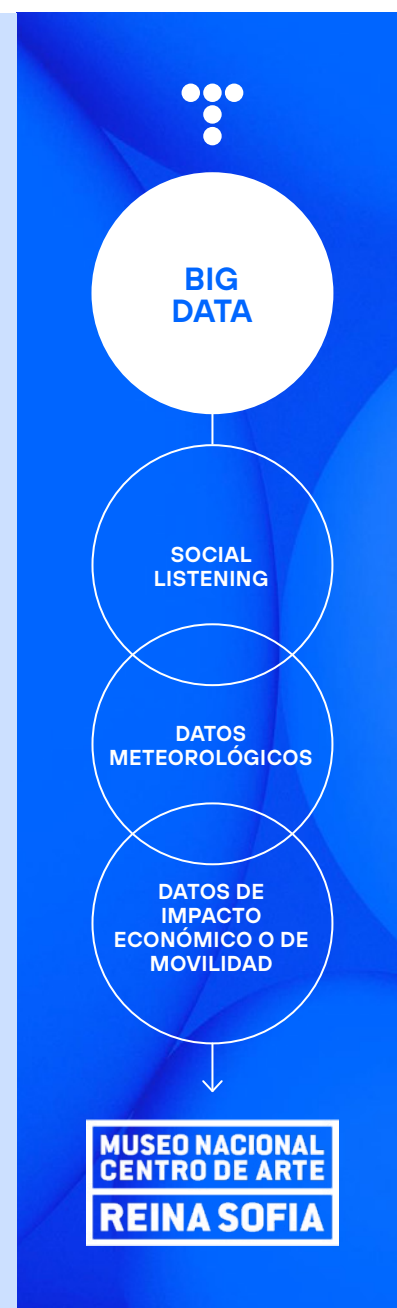 BIG
DATA
SOCIAL
LISTENING
DATOS
METEOROLÓGICOS
DATOS DE
IMPACTO
ECONÓMICO O DE
MOVILIDAD
MUSEO NACIONAL
CENTRO DE ARTE
REINA SOFIA